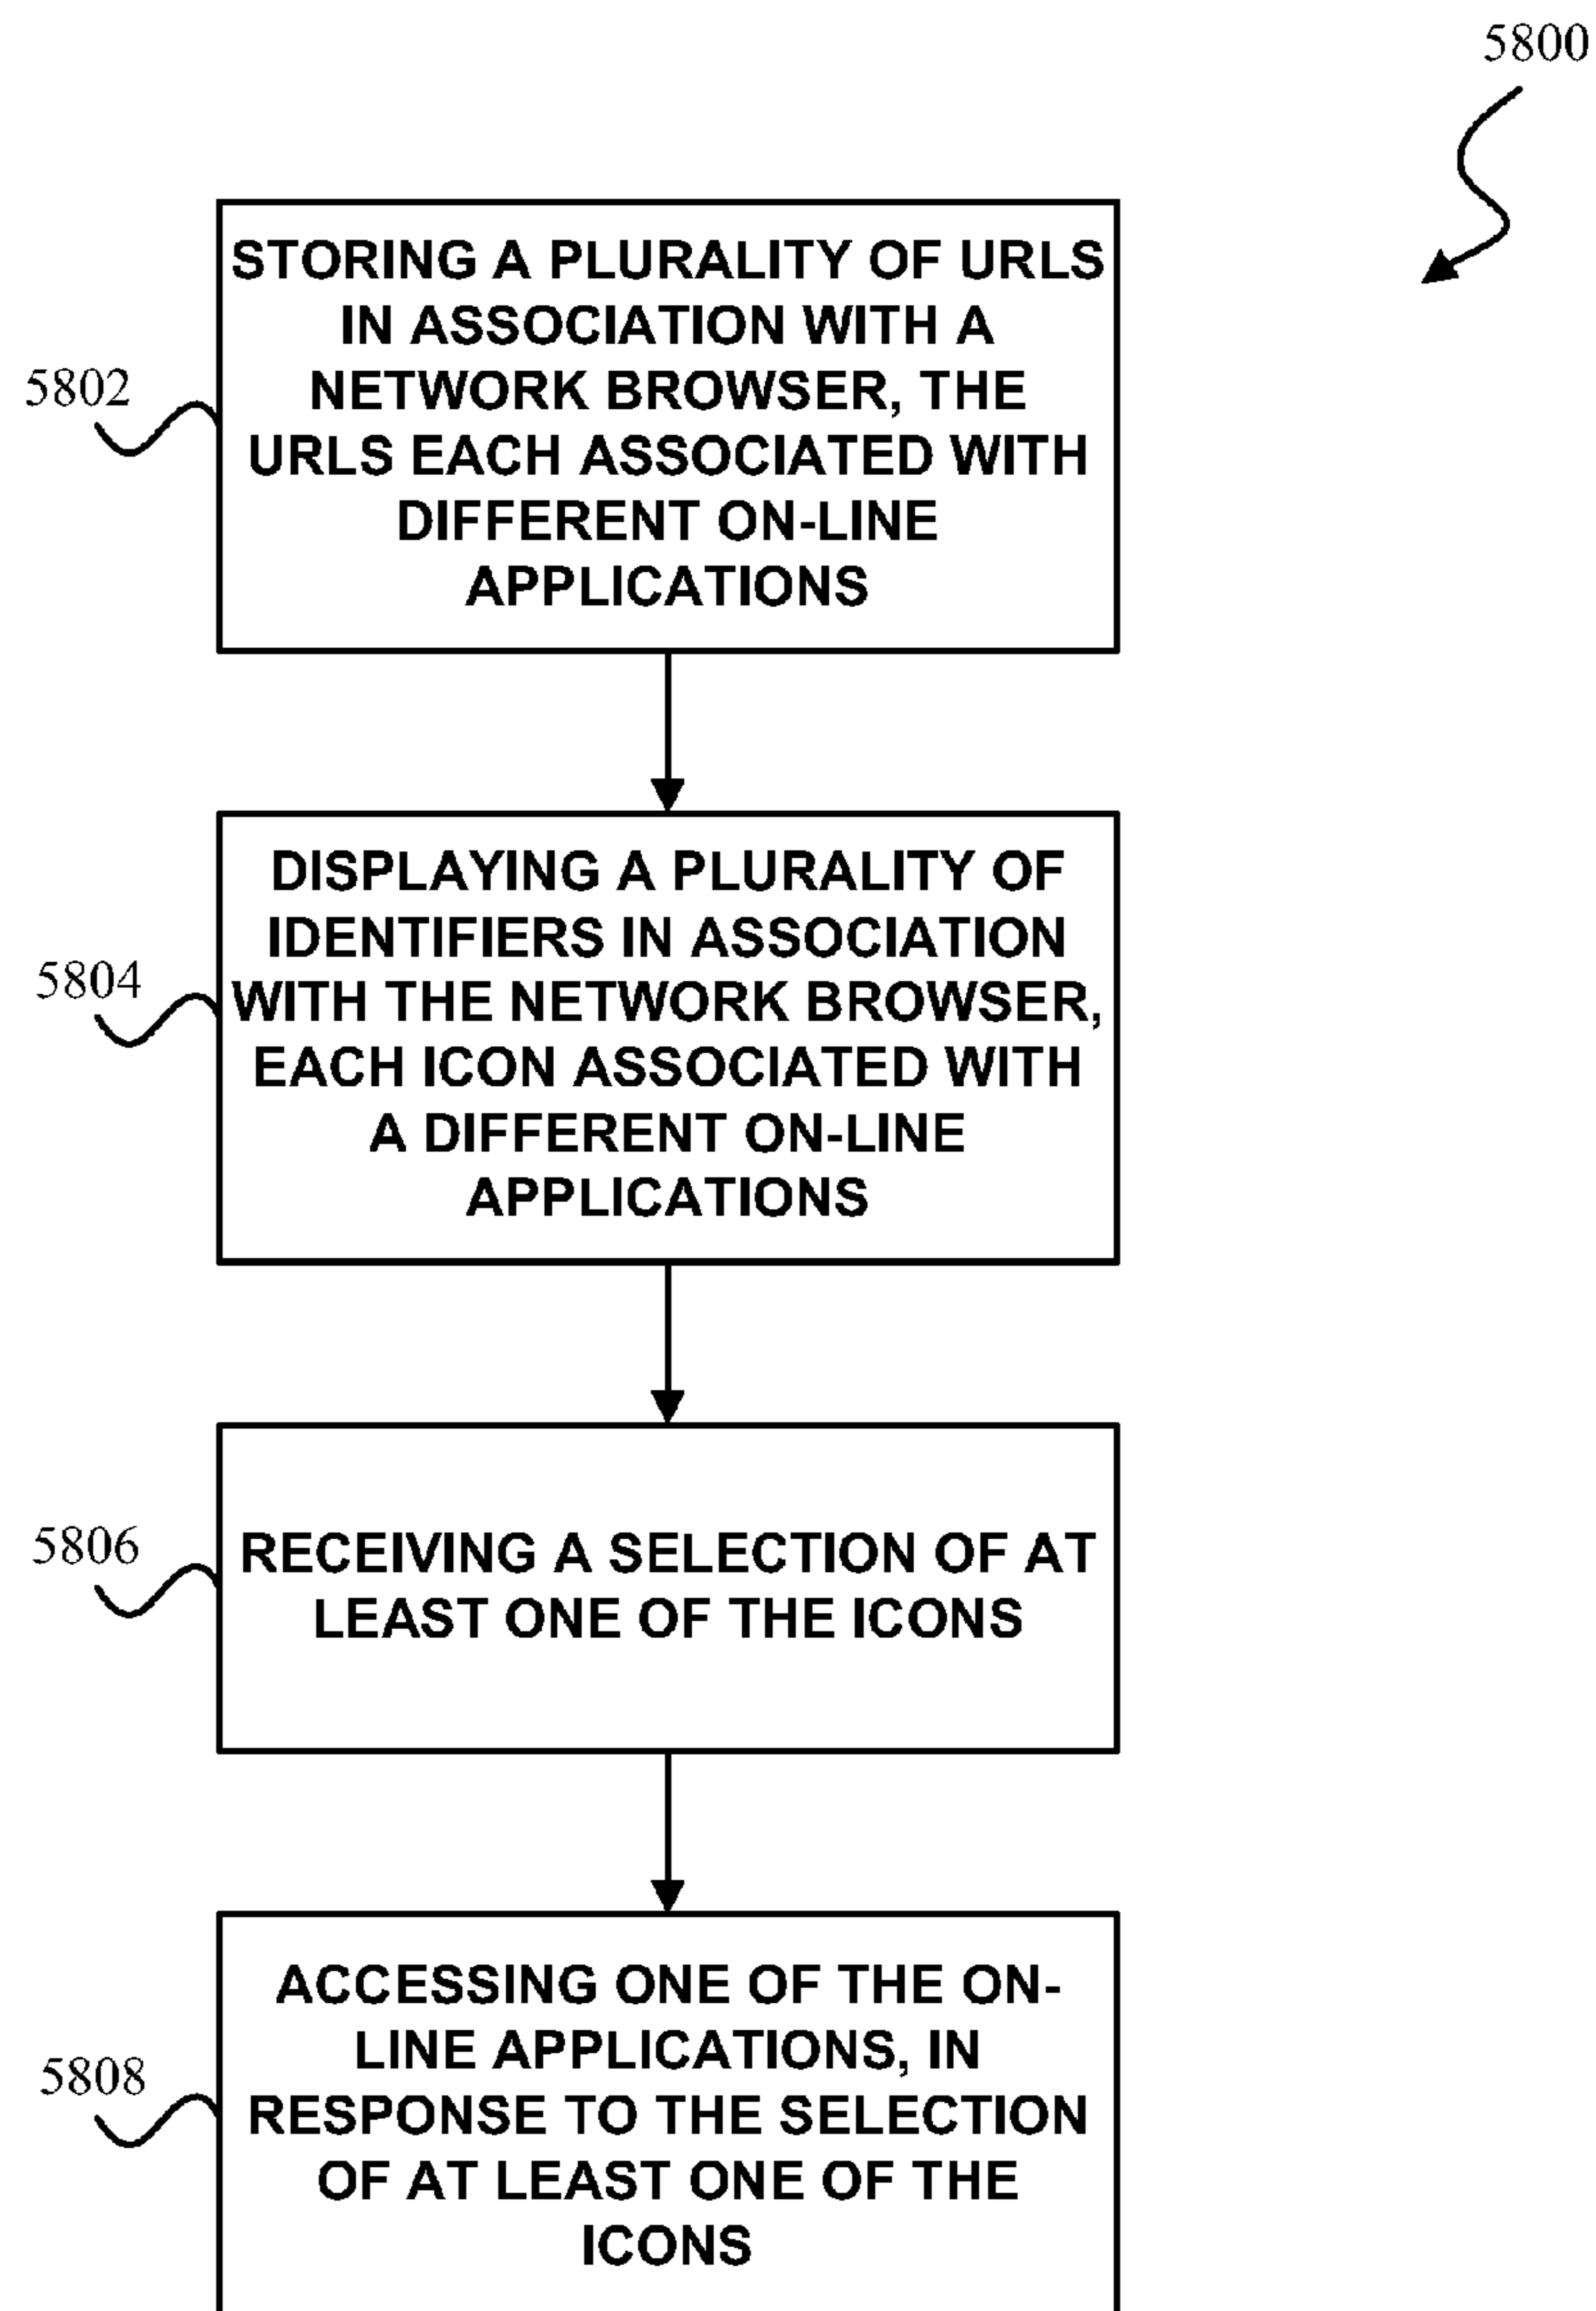 5800
STORING A PLURALITY OF URLS
IN ASSOCIATION WITH A
NETWORK BROWSER, THE
URLS EACH ASSOCIATED WITH
DIFFERENT ON-LINE
APPLICATIONS
5802
DISPLAYING A PLURALITY OF
IDENTIFIERS IN ASSOCIATION
WITH THE NETWORK BROWSER,
EACH ICON ASSOCIATED WITH
A DIFFERENT ON-LINE
APPLICATIONS
5804
RECEIVING A SELECTION OF AT
LEAST ONE OF THE ICONS
5806
ACCESSING ONE OF THE ON-
LINE APPLICATIONS, IN
RESPONSE TO THE SELECTION
OF AT LEAST ONE OF THE
ICONS
5808